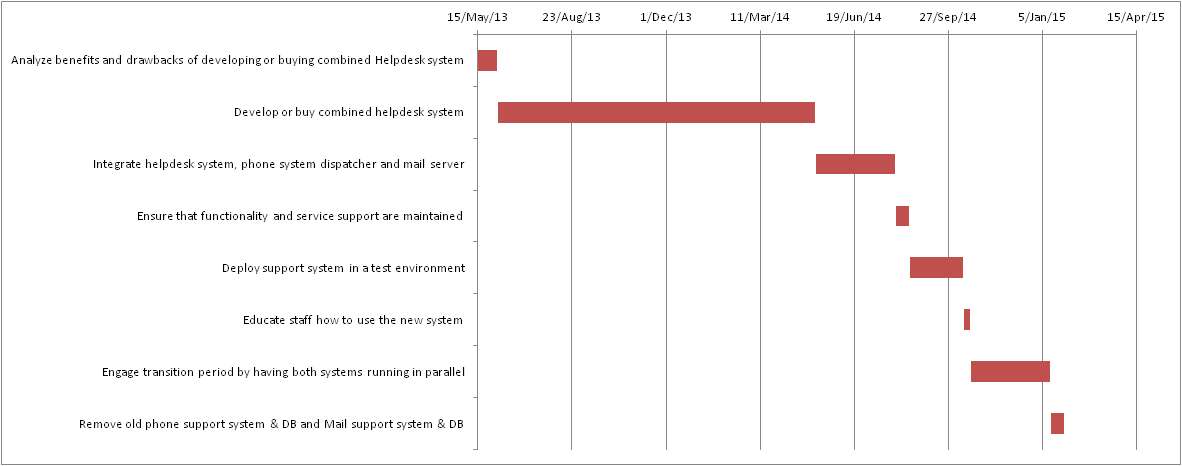 15/May/13 23/Aug/13 1/Dec/13 11/Mar/14 19/Jun/14 27/Sep/14 5/Jan/15 15/Apr/15
Analyze benefits and drawbacks of developing or buying combined Helpdesk system
Develop or buy combined helpdesk system
Integrate helpdesk system, phone system dispatcher and mail server
Ensure that functionality and service support are maintained
Deploy support system in a test environment
Educate staff how to use the new system
Engage transition period by having both systems running in parallel
Remove old phone support system & DB and Mail support system & DB